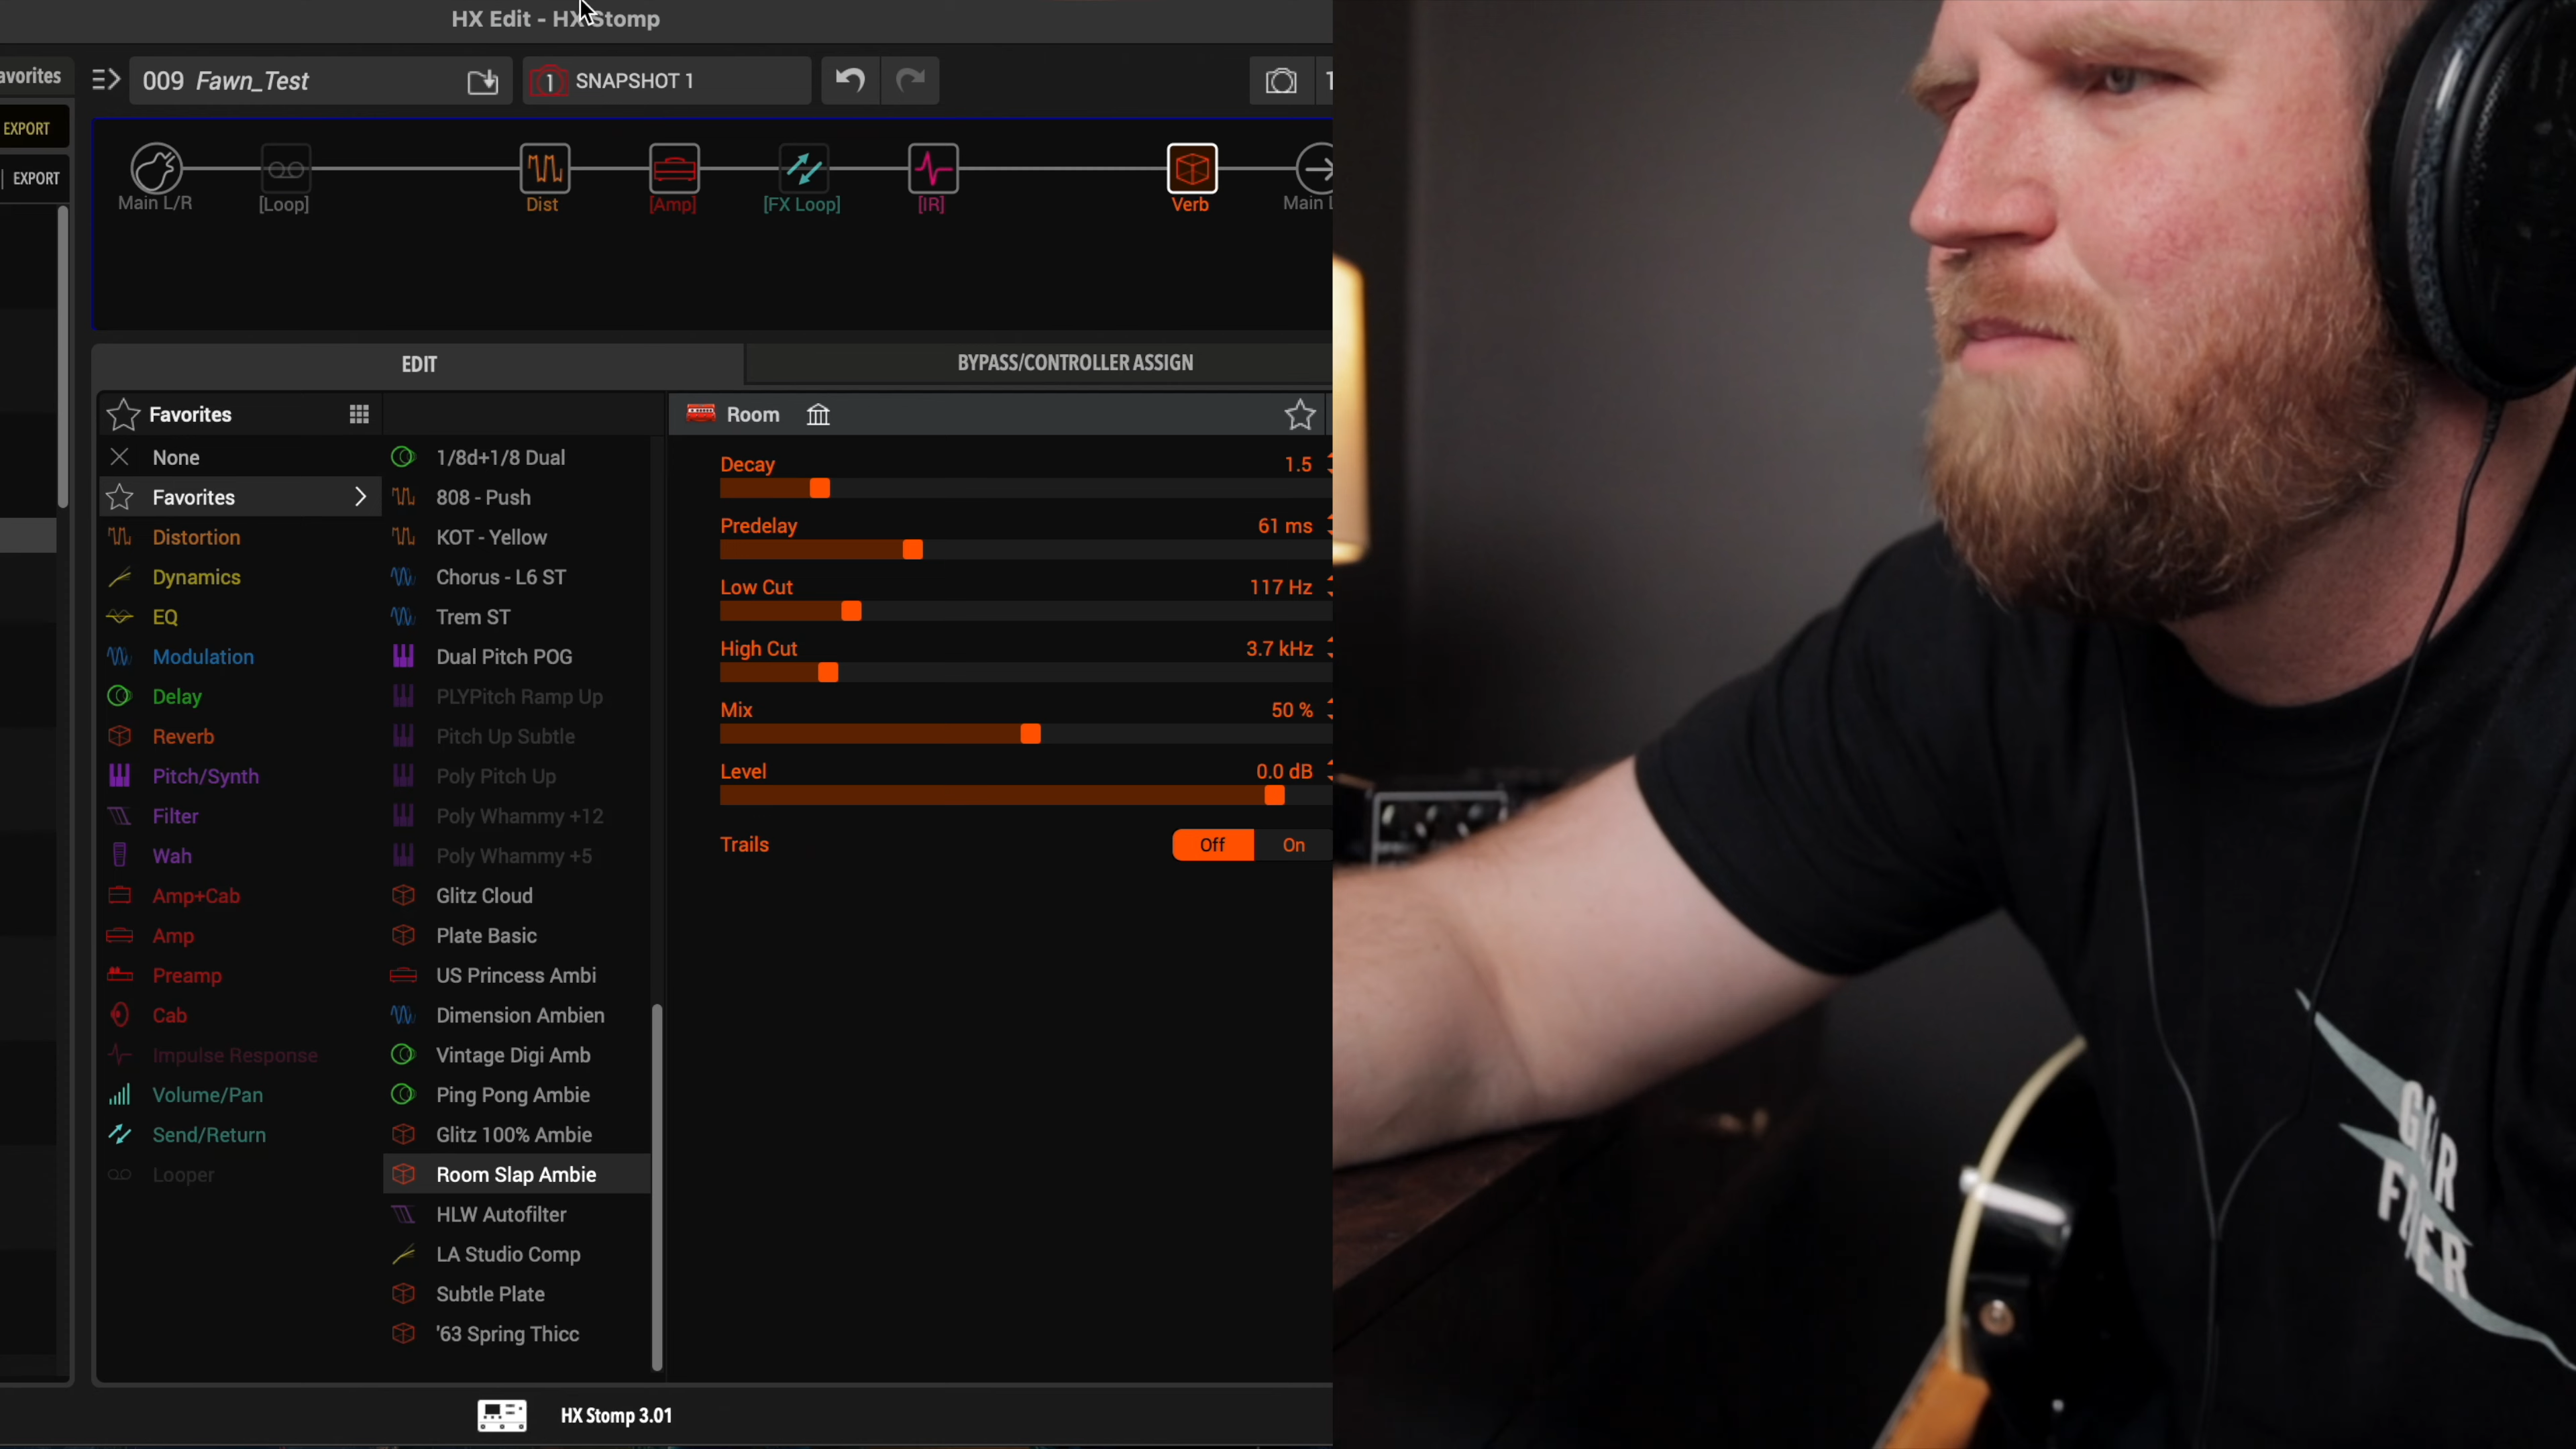 HX Edit - HX Stomp
avorites
009 Fawn_Test
1 SNAPSHOT 1
EXPORT
EXPORT
Main L/R
[Loop]
Dist
[Amp]
[FX Loop]
[IR]
Verb
Main
EDIT
BYPASS/CONTROLLER ASSIGN
Favorites
None
Favorites
Distortion
Dynamics
EQ
Modulation
Delay
Reverb
Pitch/Synth
Filter
Wah
Amp+Cab
Amp
Preamp
Cab
Impulse Response
Volume/Pan
Send/Return
Looper
1/8d+1/8 Dual
808 - Push
KOT - Yellow
Chorus - L6 ST
Trem ST
Dual Pitch POG
PLYPitch Ramp Up
Pitch Up Subtle
Poly Pitch Up
Poly Whammy +12
Poly Whammy +5
Glitz Cloud
Plate Basic
US Princess Ambi
Dimension Ambien
Vintage Digi Amb
Ping Pong Ambie
Glitz 100% Ambie
Room Slap Ambie
HLW Autofilter
LA Studio Comp
Subtle Plate
'63 Spring Thicc
Room
Decay 1.5
Predelay 61 ms
Low Cut 117 Hz
High Cut 3.7 kHz
Mix 50 %
Level 0.0 dB
Trails Off On
HX Stomp 3.01